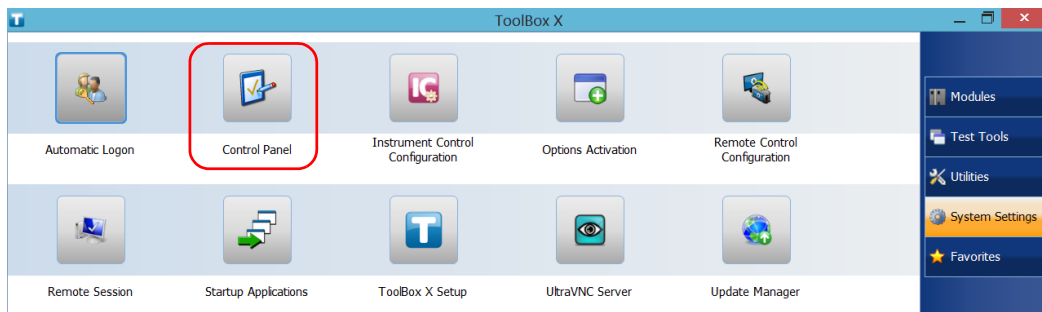 ToolBox X
Automatic Logon
Control Panel
IC
Instrument Control
Configuration
Options Activation
Remote Control
Configuration
Remote Session
Startup Applications
T
ToolBox X Setup
UltraVNC Server
Update Manager
Modules
Test Tools
Utilities
System Settings
Favorites